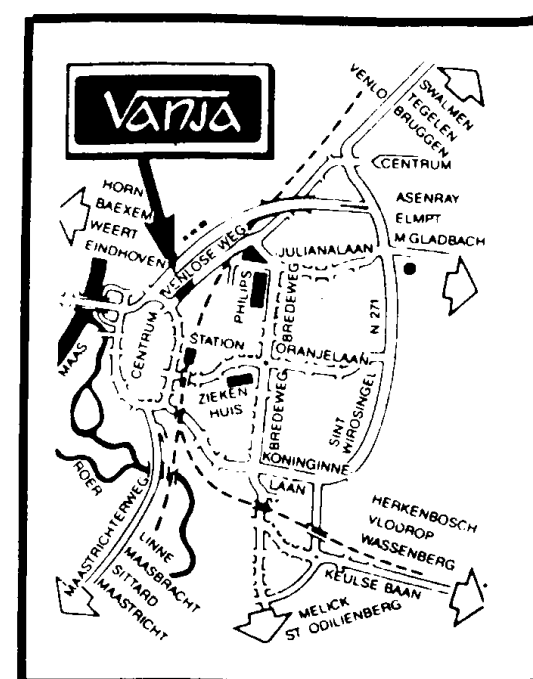 Vanja
VENLO
SWALMEN
TEGELEN
BRUGGEN
CENTRUM
HORN
BAEXEM
WEERT
EINDHOVEN
ASENRAY
ELMPT
M GLADBACH
VENLOSE WEG
JULIANALAAN
PHILIPS
BREDEWEG
N 271
CENTRUM
STATION
ORANJELAAN
MAAS
ZIEKEN
HUIS
BREDEWEG
SINT
WIROSINGEL
KONINGINNE
LAAN
ROER
MAASTRICHTERWEG
LINNE
MAASBRACHT
SITTARD
MAASTRICHT
HERKENBOSCH
VLODROP
WASSENBERG
KEULSE BAAN
MELICK
ST ODILIENBERG